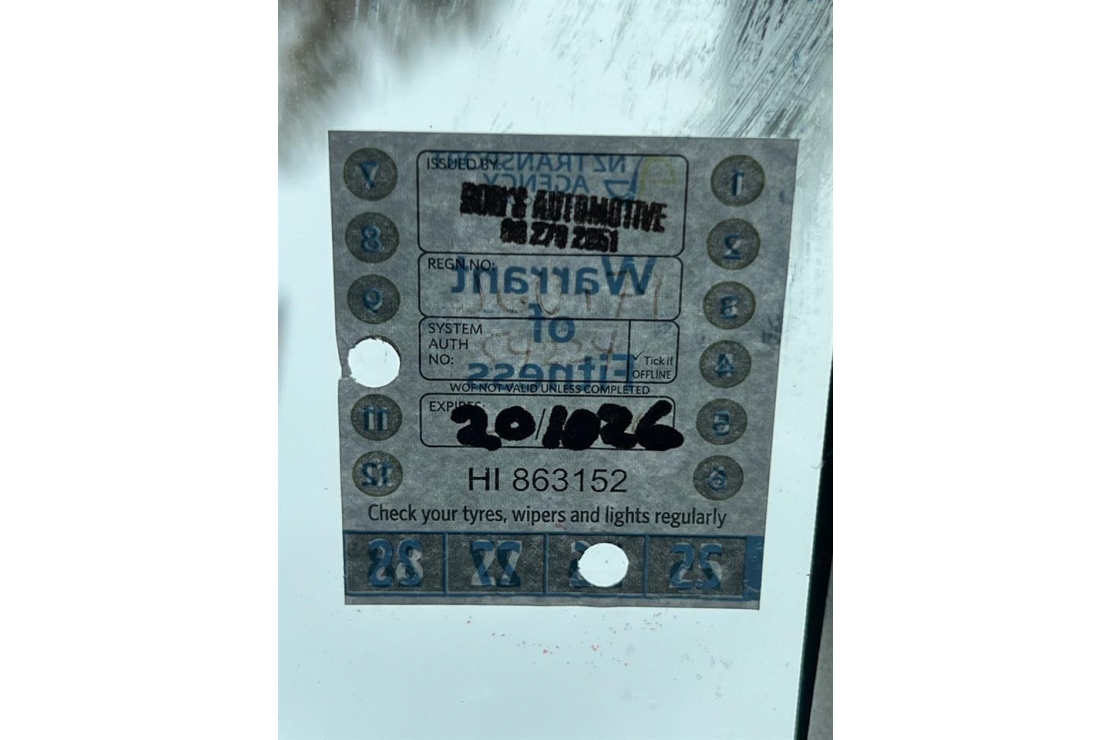 ISSUED BY:
NZ TRANSPORT
AGENCY
AUTOMOTIVE
REGN.NO:
Warrant
of
Fitness
SYSTEM
AUTH
NO:
✓ Tick if
OFFLINE
WOF NOT VALID UNLESS COMPLETED
EXPIRES:
20/10 26
HI 863152
7
8
9
11
12
1
2
3
4
5
6
Check your tyres, wipers and lights regularly
28 27 25